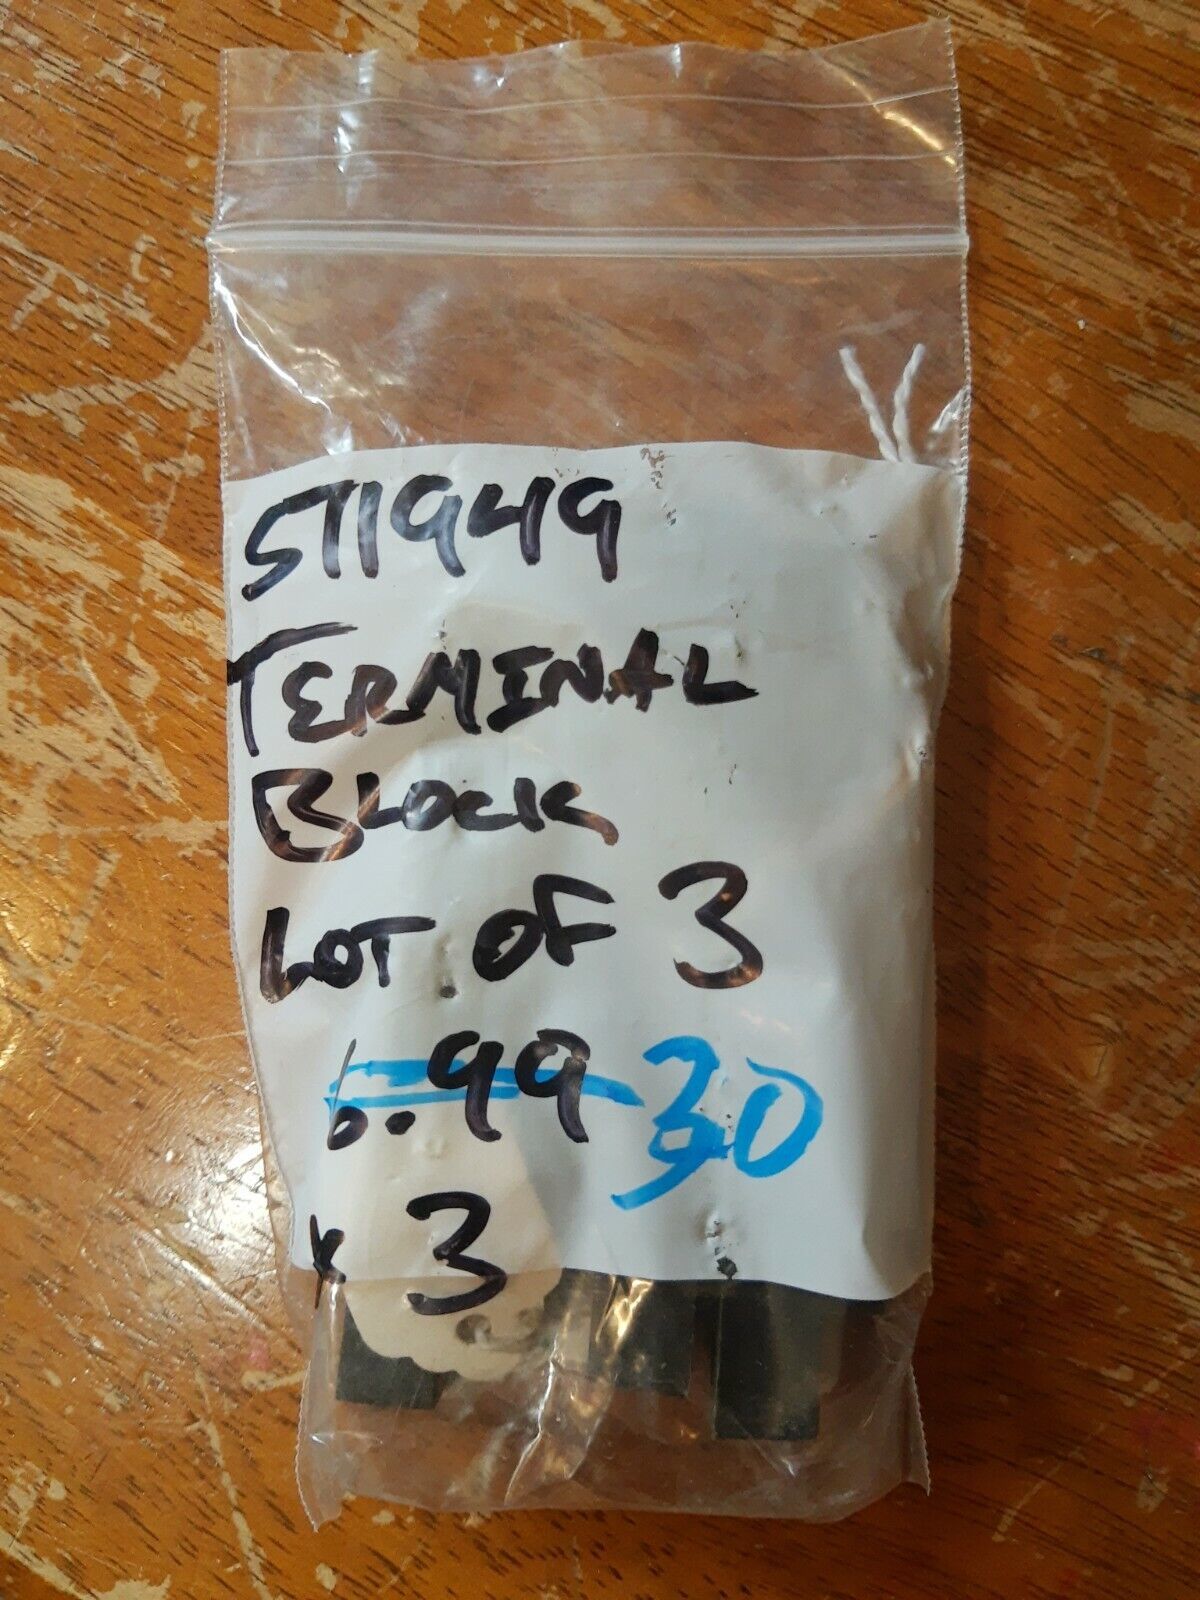 511949
TERMINAL
BLOCK
LOT OF 3
6.99 30
x 3